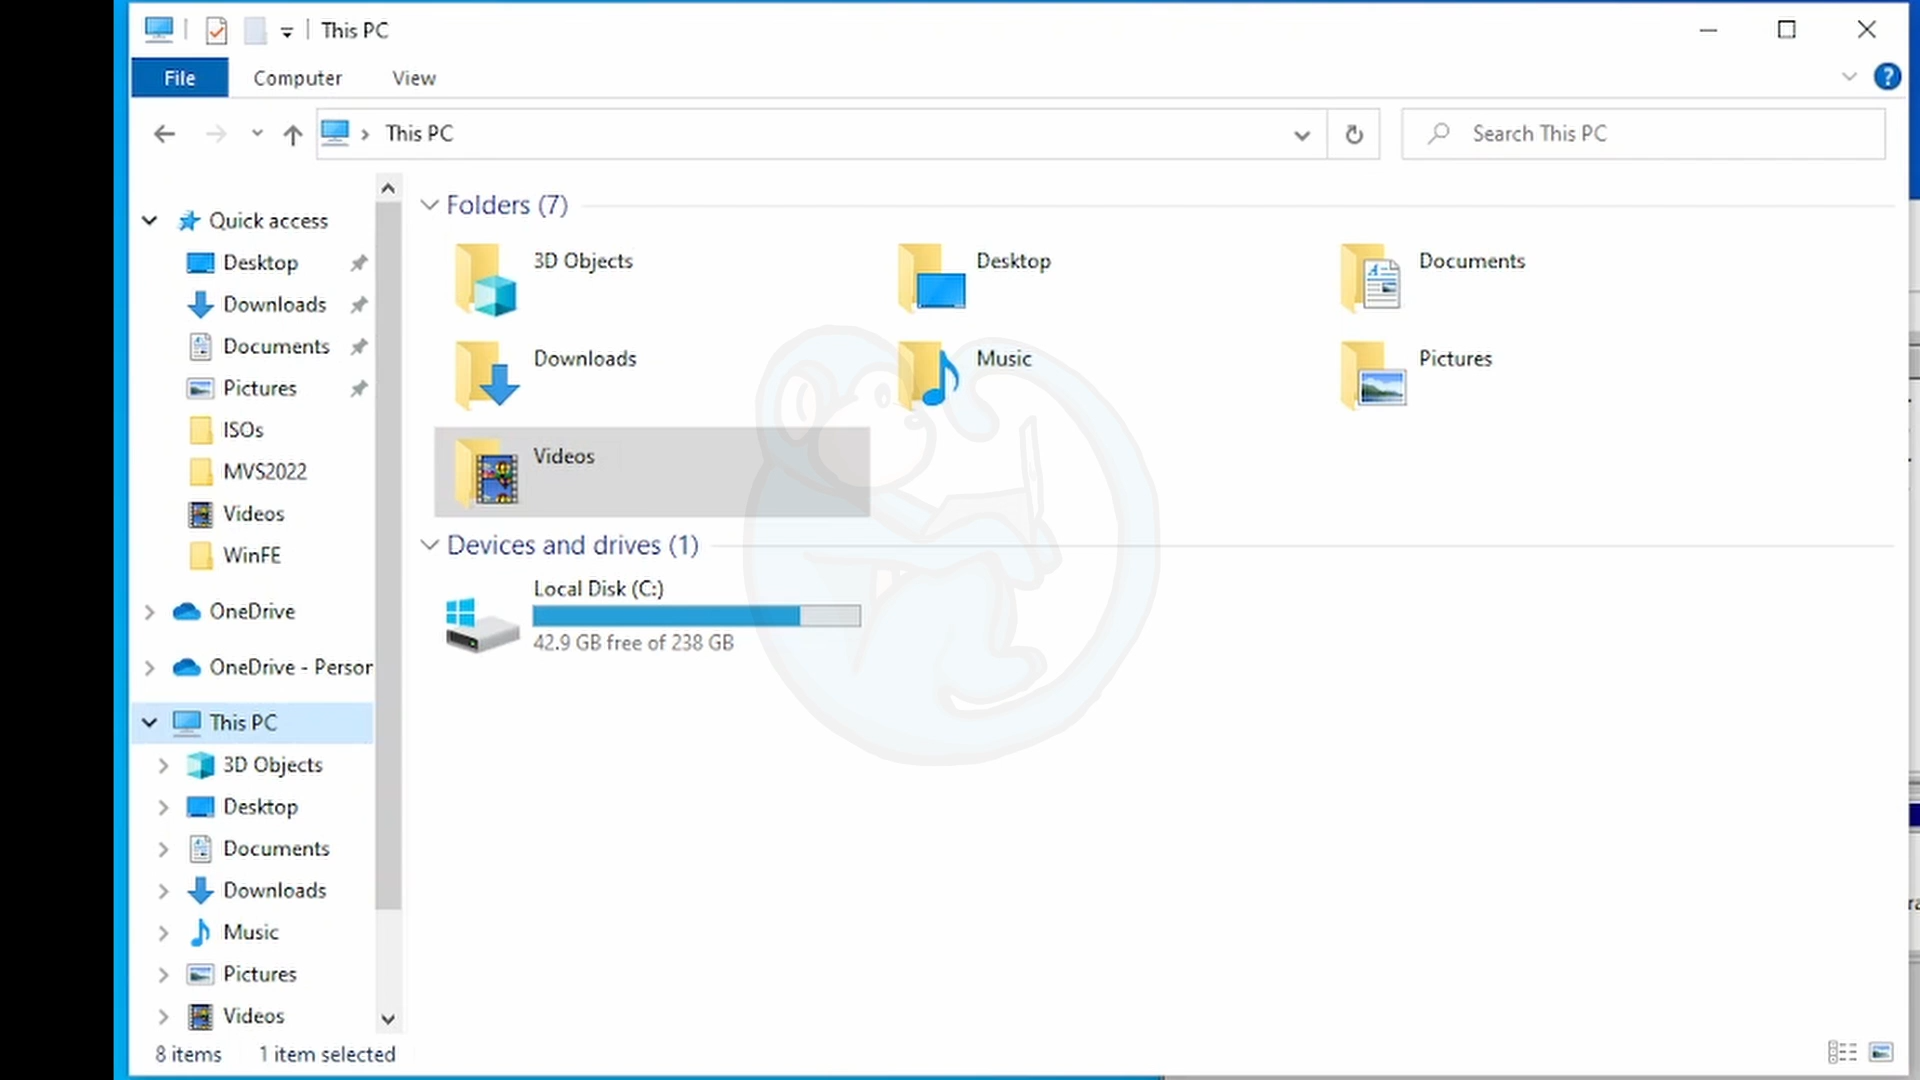 This PC
File
Computer
View
This PC
Search This PC
Quick access
Desktop
Downloads
Documents
Pictures
ISOs
MVS2022
Videos
WinFE
OneDrive
OneDrive - Person
This PC
3D Objects
Desktop
Documents
Downloads
Music
Pictures
Videos
Folders (7)
3D Objects
Desktop
Documents
Downloads
Music
Pictures
Videos
Devices and drives (1)
Local Disk (C:)
42.9 GB free of 238 GB
8 items
1 item selected